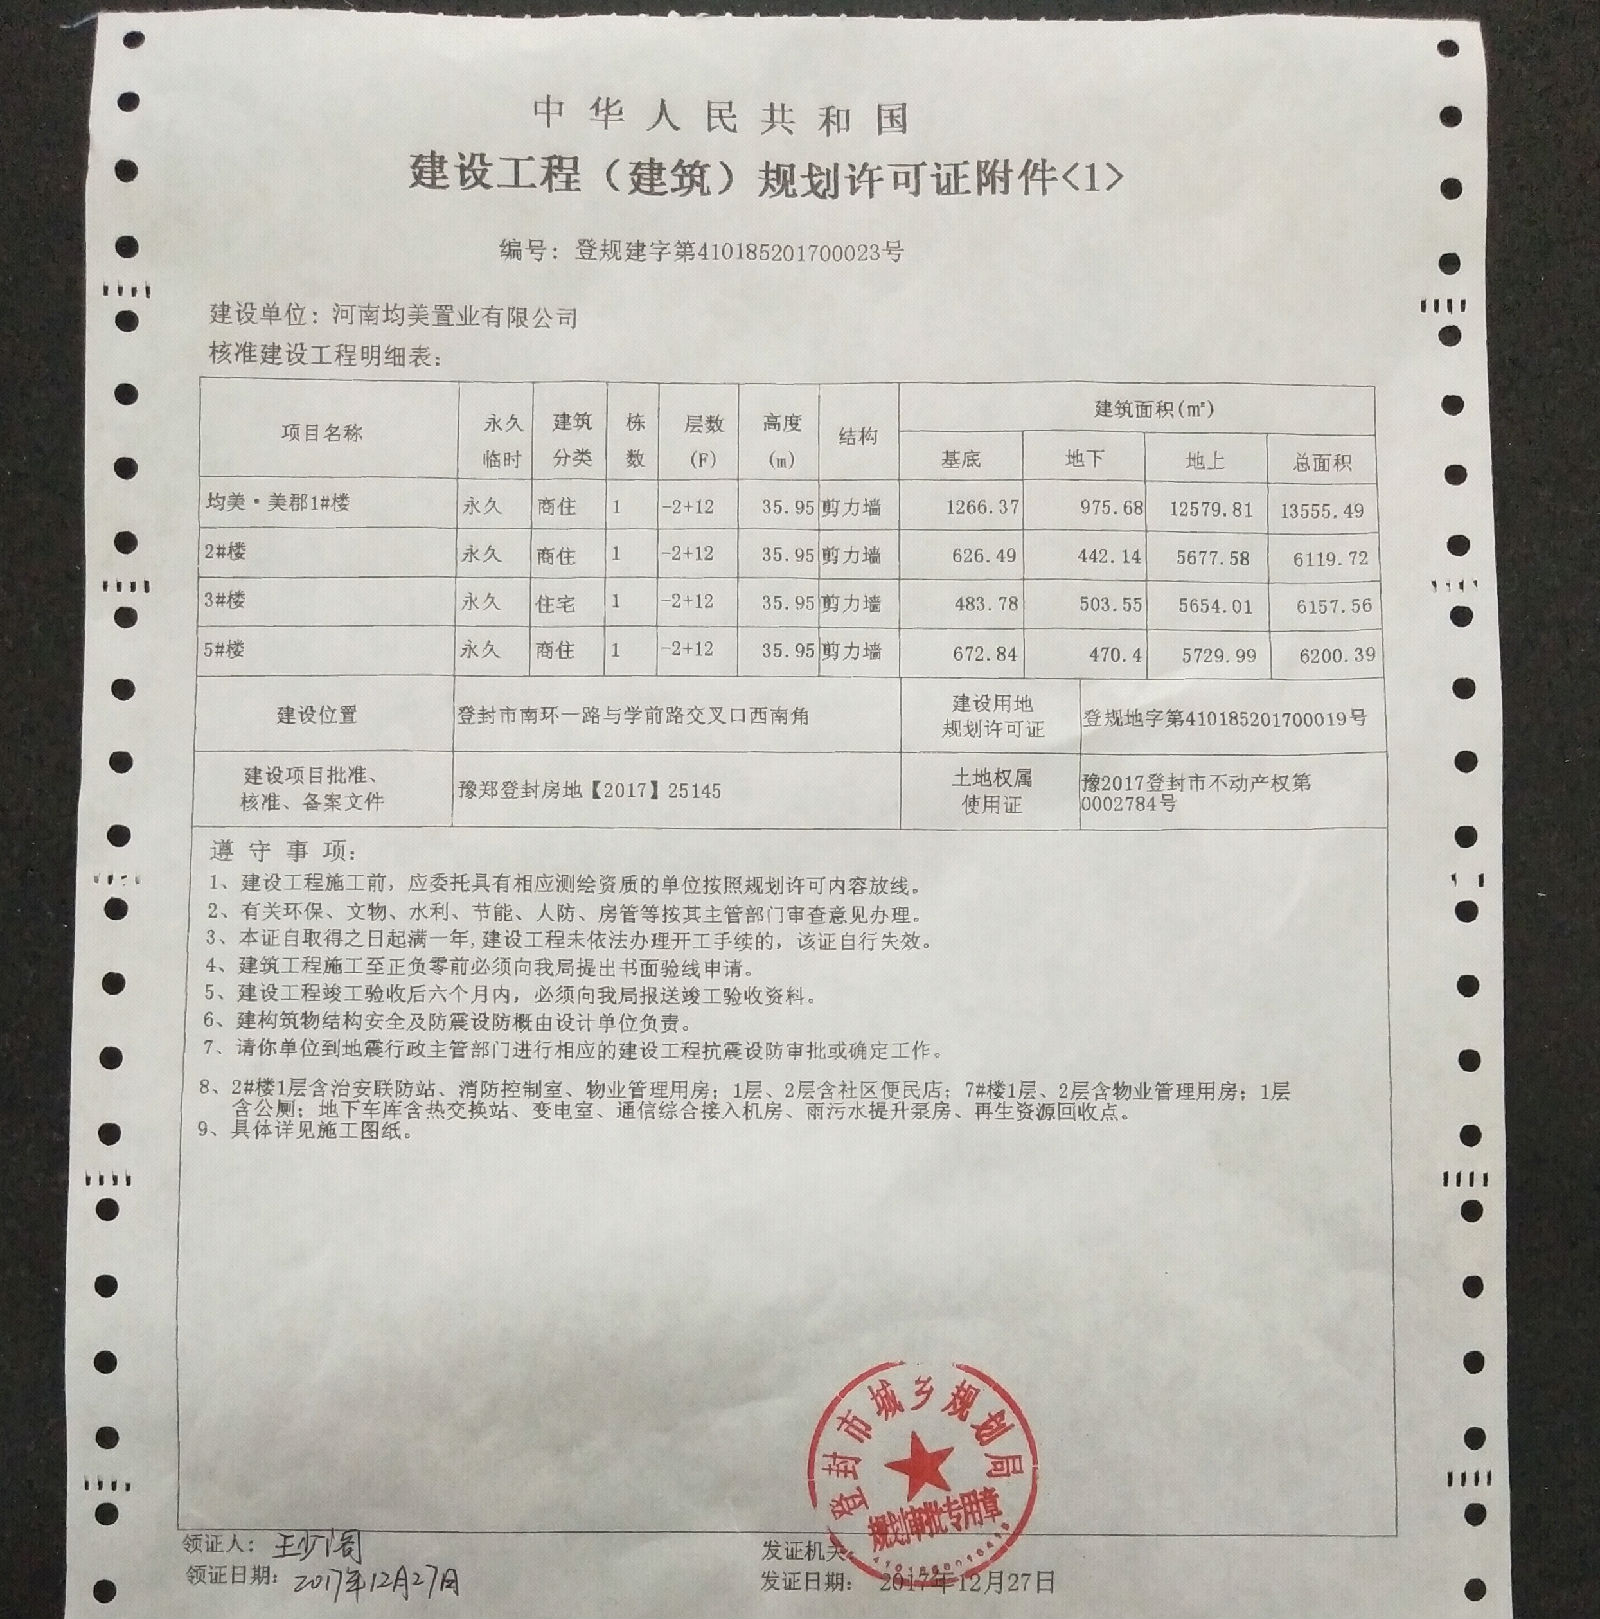 中华人民共和国
建设工程（建筑）规划许可证附件<1>
编号：登规建字第410185201700023号
建设单位：河南均美置业有限公司
核准建设工程明细表：
项目名称 永久临时 建筑分类 栋数 层数(F) 高度(m) 结构 建筑面积(㎡)
基底 地下 地上 总面积
均美·美郡1#楼 永久 商住 1 -2+12 35.95 剪力墙 1266.37 975.68 12579.81 13555.49
2#楼 永久 商住 1 -2+12 35.95 剪力墙 626.49 442.14 5677.58 6119.72
3#楼 永久 住宅 1 -2+12 35.95 剪力墙 483.78 503.55 5654.01 6157.56
5#楼 永久 商住 1 -2+12 35.95 剪力墙 672.84 470.4 5729.99 6200.39
建设位置 登封市南环一路与学前路交叉口西南角 建设用地规划许可证 登规地字第410185201700019号
建设项目批准、核准、备案文件 豫郑登封房地【2017】25145 土地权属使用证 豫2017登封市不动产权第0002784号
遵守事项：
1、建设工程施工前，应委托具有相应测绘资质的单位按照规划许可内容放线。
2、有关环保、文物、水利、节能、人防、房管等按其主管部门审查意见办理。
3、本证自取得之日起满一年,建设工程未依法办理开工手续的，该证自行失效。
4、建筑工程施工至正负零前必须向我局提出书面验线申请。
5、建设工程竣工验收后六个月内，必须向我局报送竣工验收资料。
6、建构筑物结构安全及防震设防概由设计单位负责。
7、请你单位到地震行政主管部门进行相应的建设工程抗震设防审批或确定工作。
8、2#楼1层含治安联防站、消防控制室、物业管理用房；1层、2层含社区便民店；7#楼1层、2层含物业管理用房；1层
含公厕；地下车库含热交换站、变电室、通信综合接入机房、雨污水提升泵房、再生资源回收点。
9、具体详见施工图纸。
登封市城乡规划局
规划审批专用章
领证人：王
发证机关：
领证日期：2017年12月27日
发证日期：2017年12月27日